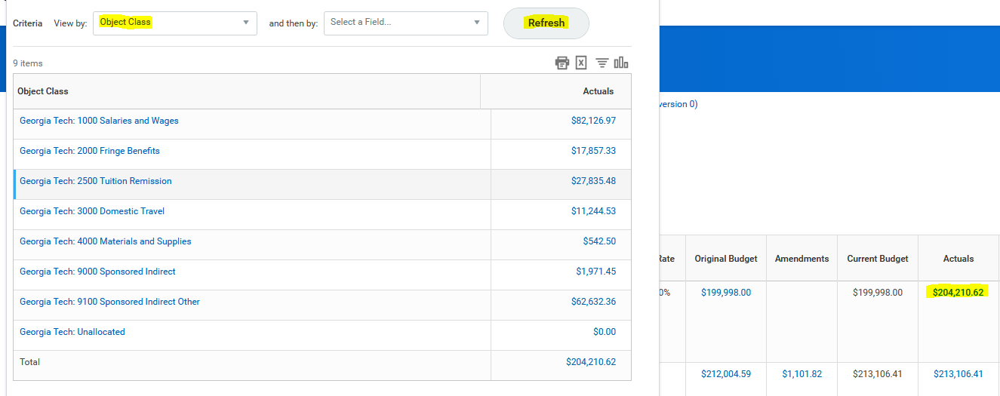 Criteria View by: Object Class and then by: Select a Field... Refresh
9 items
Object Class Actuals
Georgia Tech: 1000 Salaries and Wages $82,126.97
Georgia Tech: 2000 Fringe Benefits $17,857.33
Georgia Tech: 2500 Tuition Remission $27,835.48
Georgia Tech: 3000 Domestic Travel $11,244.53
Georgia Tech: 4000 Materials and Supplies $542.50
Georgia Tech: 9000 Sponsored Indirect $1,971.45
Georgia Tech: 9100 Sponsored Indirect Other $62,632.36
Georgia Tech: Unallocated $0.00
Total $204,210.62
version 0)
Rate Original Budget Amendments Current Budget Actuals
0% $199,998.00 $199,998.00 $204,210.62
$212,004.59 $1,101.82 $213,106.41 $213,106.41